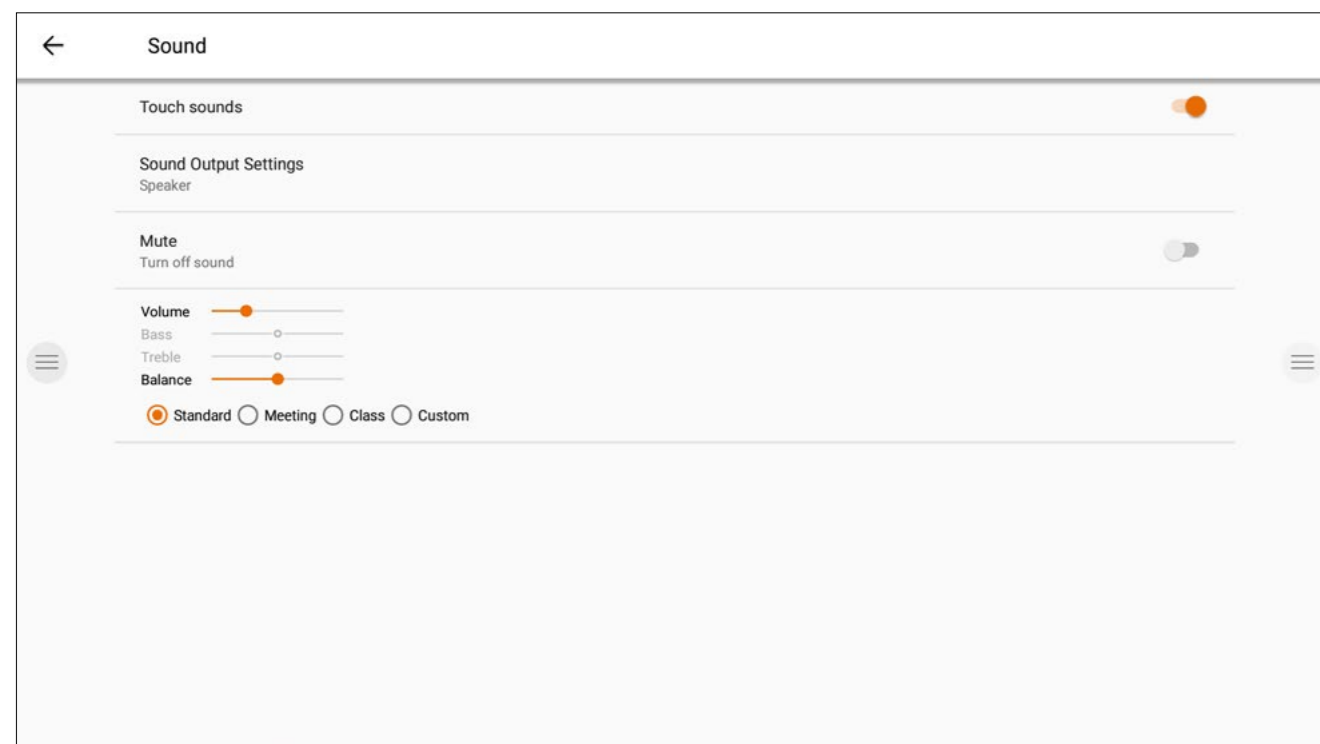 Sound
Touch sounds
Sound Output Settings
Speaker
Mute
Turn off sound
Volume
Bass
Treble
Balance
Standard Meeting Class Custom